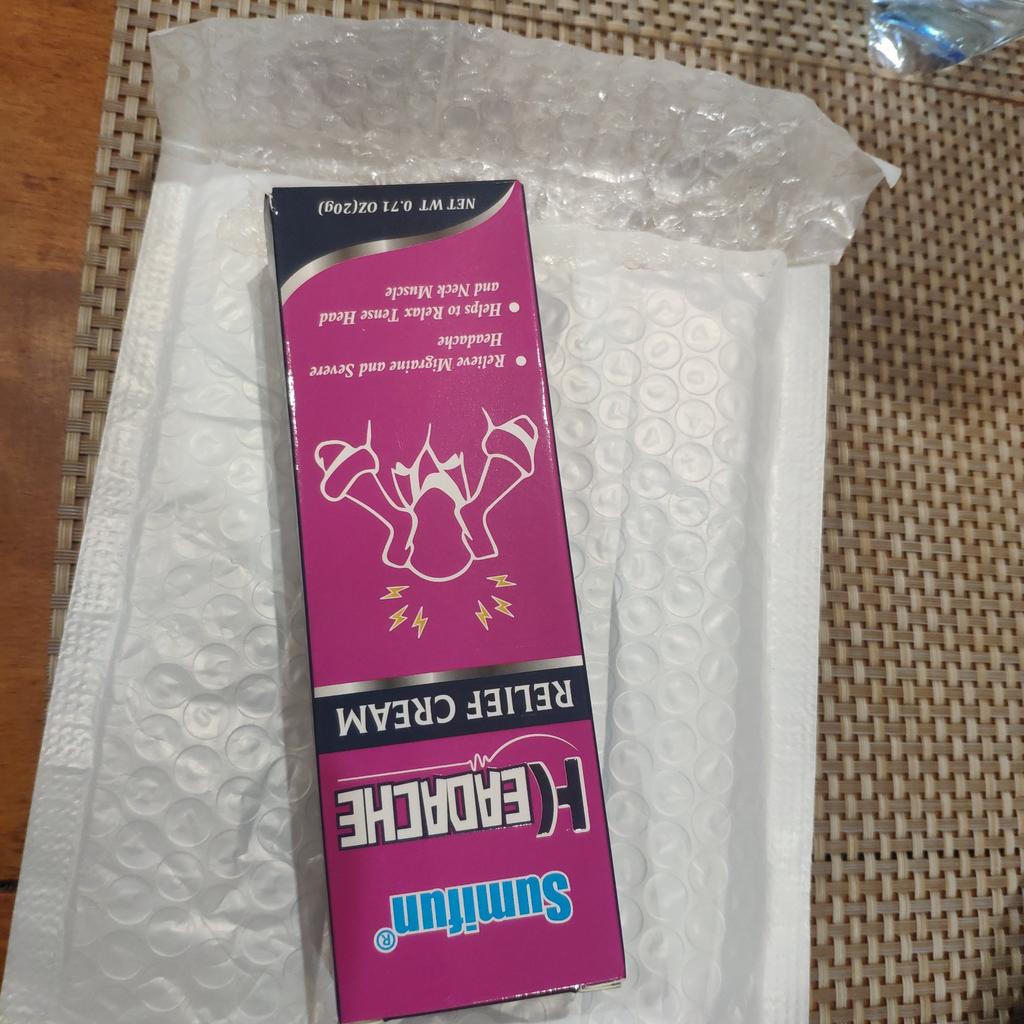 Sumifun®
HEADACHE
RELIEF CREAM
● Relieve Migraine and Severe
Headache
● Helps to Relax Tense Head
and Neck Muscle
NET WT 0.71 OZ(20g)